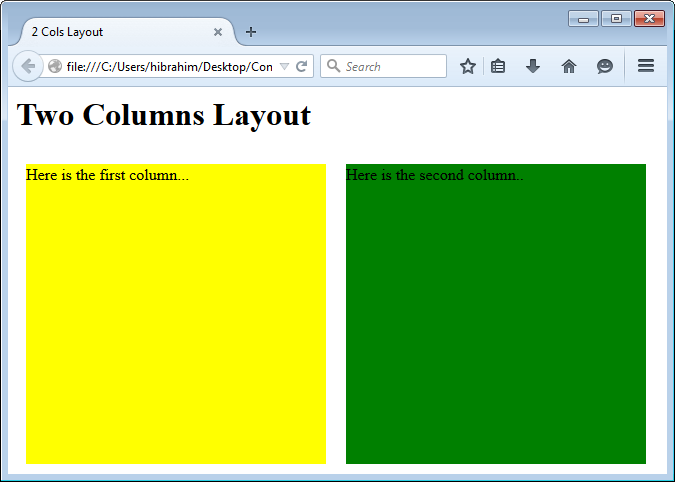 2 Cols Layout
file:///C:/Users/hibrahim/Desktop/Con
Search
Two Columns Layout
Here is the first column...
Here is the second column..